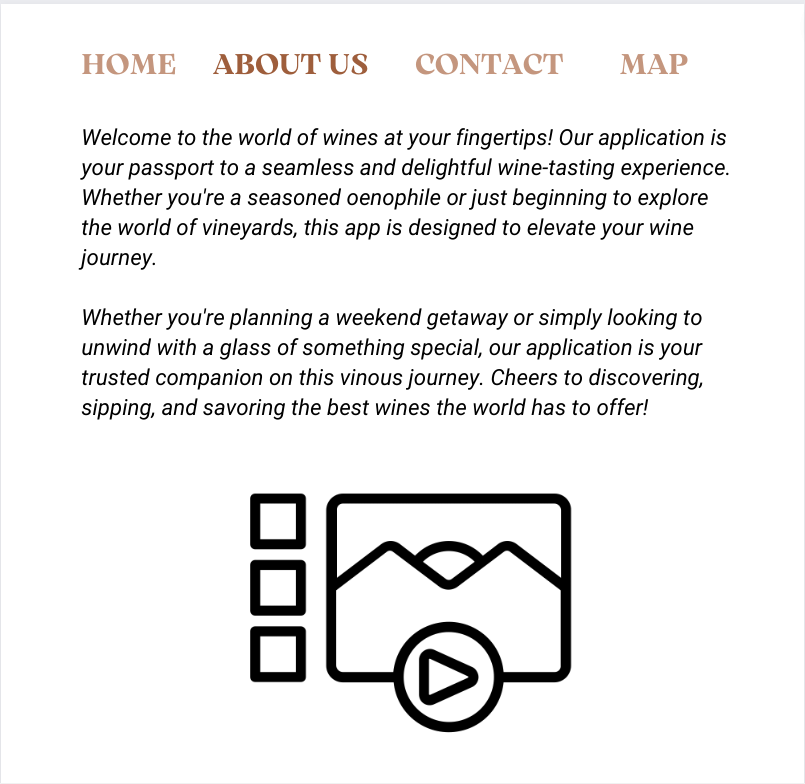 HOME ABOUT US CONTACT MAP
Welcome to the world of wines at your fingertips! Our application is
your passport to a seamless and delightful wine-tasting experience.
Whether you're a seasoned oenophile or just beginning to explore
the world of vineyards, this app is designed to elevate your wine
journey.
Whether you're planning a weekend getaway or simply looking to
unwind with a glass of something special, our application is your
trusted companion on this vinous journey. Cheers to discovering,
sipping, and savoring the best wines the world has to offer!